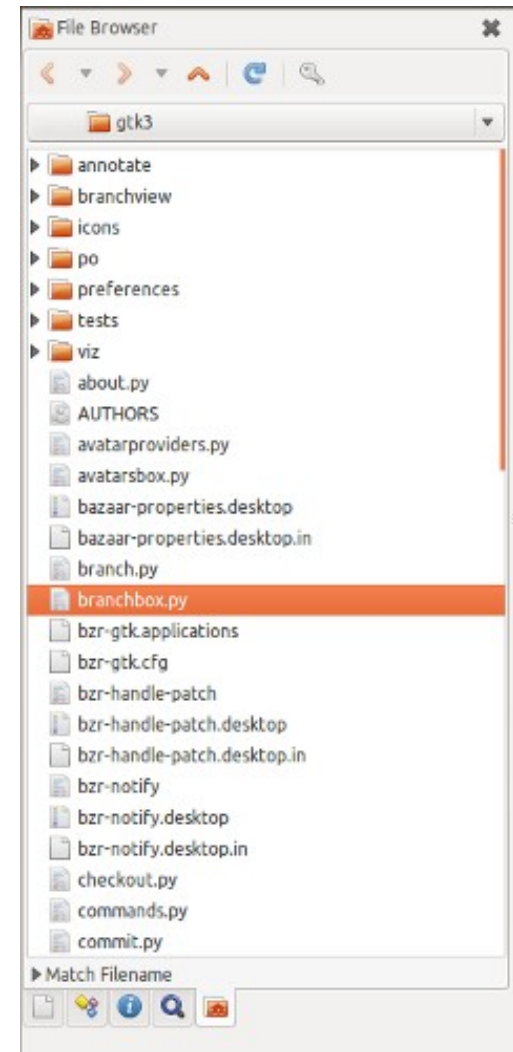 File Browser
gtk3
annotate
branchview
icons
po
preferences
tests
viz
about.py
AUTHORS
avatarproviders.py
avatarsbox.py
bazaar-properties.desktop
bazaar-properties.desktop.in
branch.py
branchbox.py
bzr-gtk.applications
bzr-gtk.cfg
bzr-handle-patch
bzr-handle-patch.desktop
bzr-handle-patch.desktop.in
bzr-notify
bzr-notify.desktop
bzr-notify.desktop.in
checkout.py
commands.py
commit.py
Match Filename